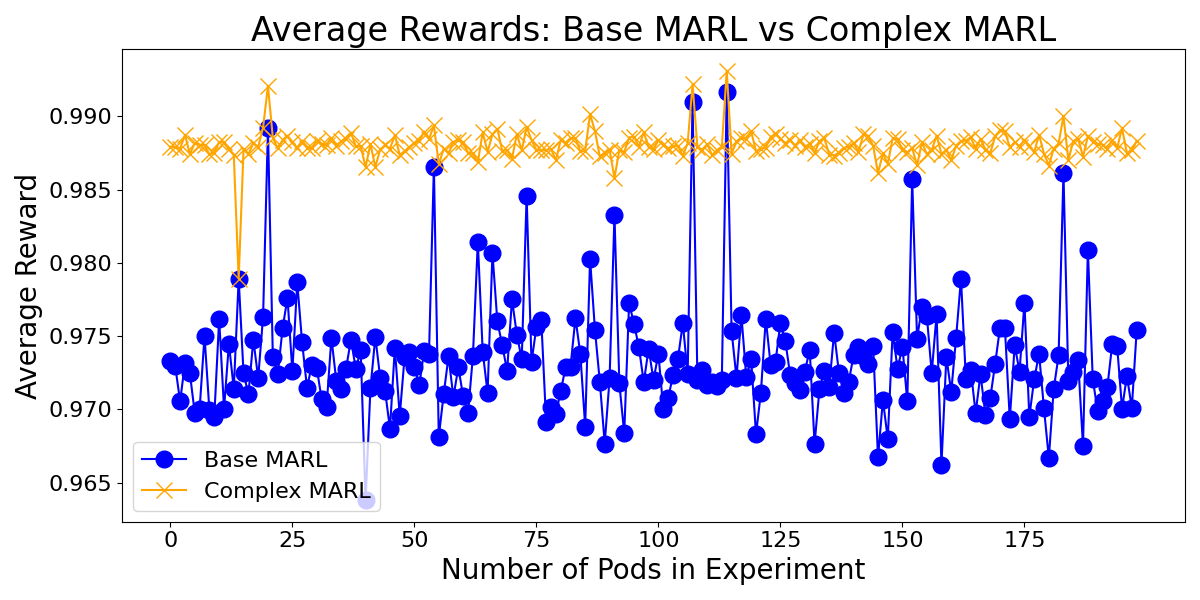 Average Rewards: Base MARL vs Complex MARL
Average Reward
0.990
0.985
0.980
0.975
0.970
0.965
Base MARL
Complex MARL
0 25 50 75 100 125 150 175
Number of Pods in Experiment